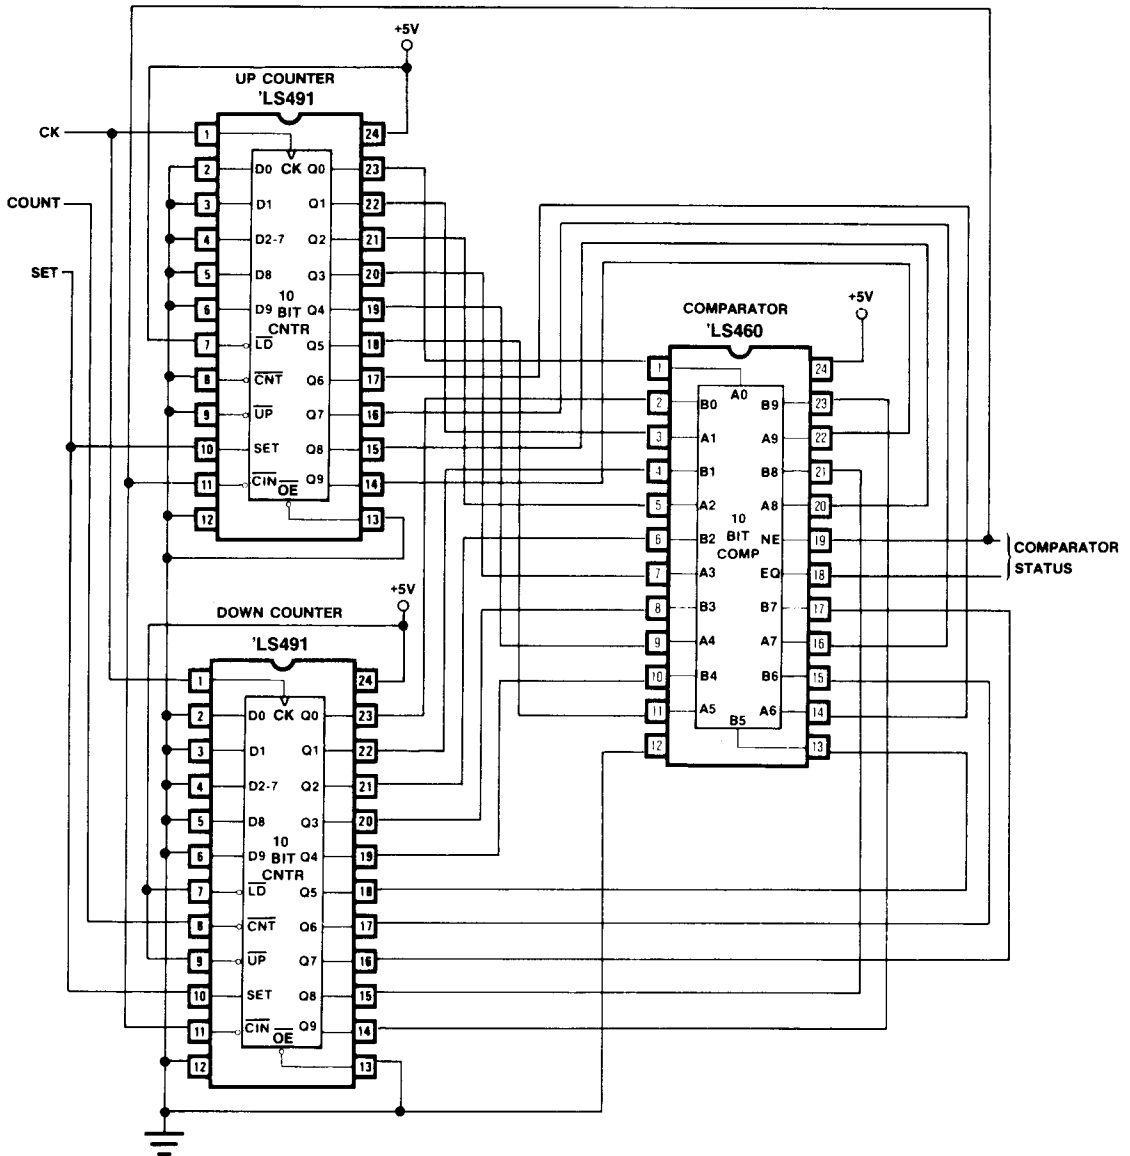 +5V
UP COUNTER
'LS491
CK
COUNT
SET
1 24
2 D0 CK Q0 23
3 D1 Q1 22
4 D2-7 Q2 21
5 D8 Q3 20
6 D9 10 BIT CNTR Q4 19
7 LD Q5 18
8 CNT Q6 17
9 UP Q7 16
10 SET Q8 15
11 CIN OE Q9 14
12 13
+5V
COMPARATOR
'LS460
1 A0 24
2 B0 B9 23
3 A1 A9 22
4 B1 B8 21
5 A2 A8 20
6 B2 10 BIT COMP NE 19
7 A3 EQ 18
8 B3 B7 17
9 A4 A7 16
10 B4 B6 15
11 A5 A6 14
12 B5 13
COMPARATOR
STATUS
+5V
DOWN COUNTER
'LS491
1 24
2 D0 CK Q0 23
3 D1 Q1 22
4 D2-7 Q2 21
5 D8 Q3 20
6 D9 10 BIT CNTR Q4 19
7 LD Q5 18
8 CNT Q6 17
9 UP Q7 16
10 SET Q8 15
11 CIN OE Q9 14
12 13